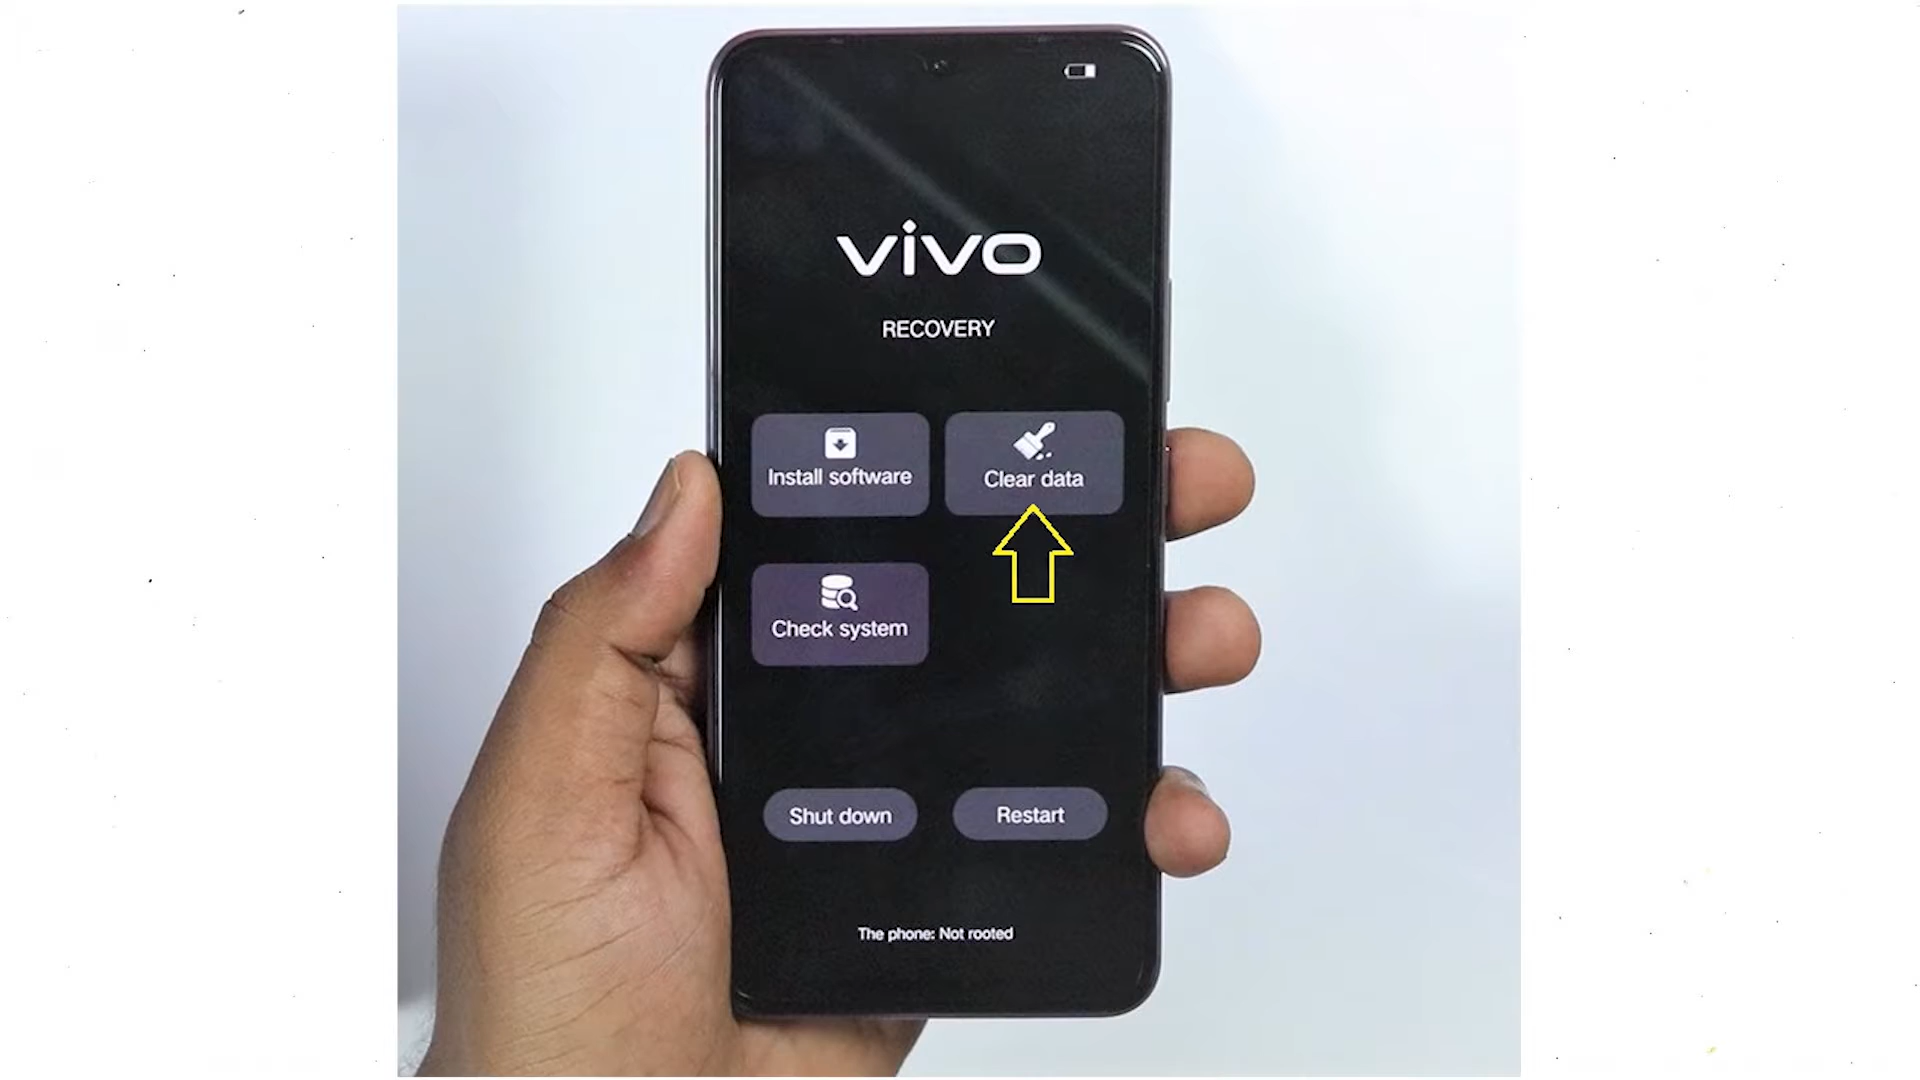 vivo
RECOVERY
Install software
Clear data
Check system
Shut down
Restart
The phone: Not rooted